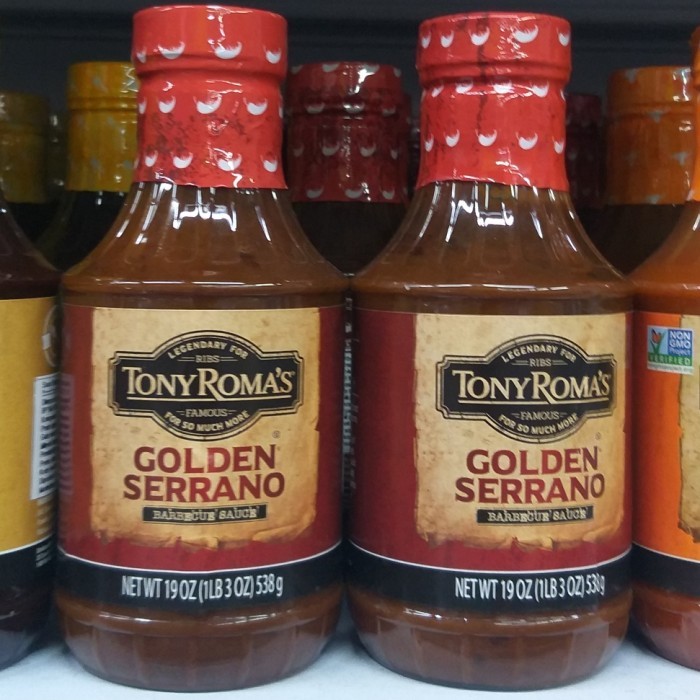 LEGENDARY FOR
RIBS
TONY ROMA'S
FAMOUS
FOR SO MUCH MORE
GOLDEN
SERRANO
BARBECUE SAUCE
NET WT 19 OZ (1 LB 3 OZ) 538 g
LEGENDARY FOR
RIBS
TONY ROMA'S
FAMOUS
FOR SO MUCH MORE
GOLDEN
SERRANO
BARBECUE SAUCE
NET WT 19 OZ (1 LB 3 OZ) 538 g
NON
GMO
Project
VERIFIED